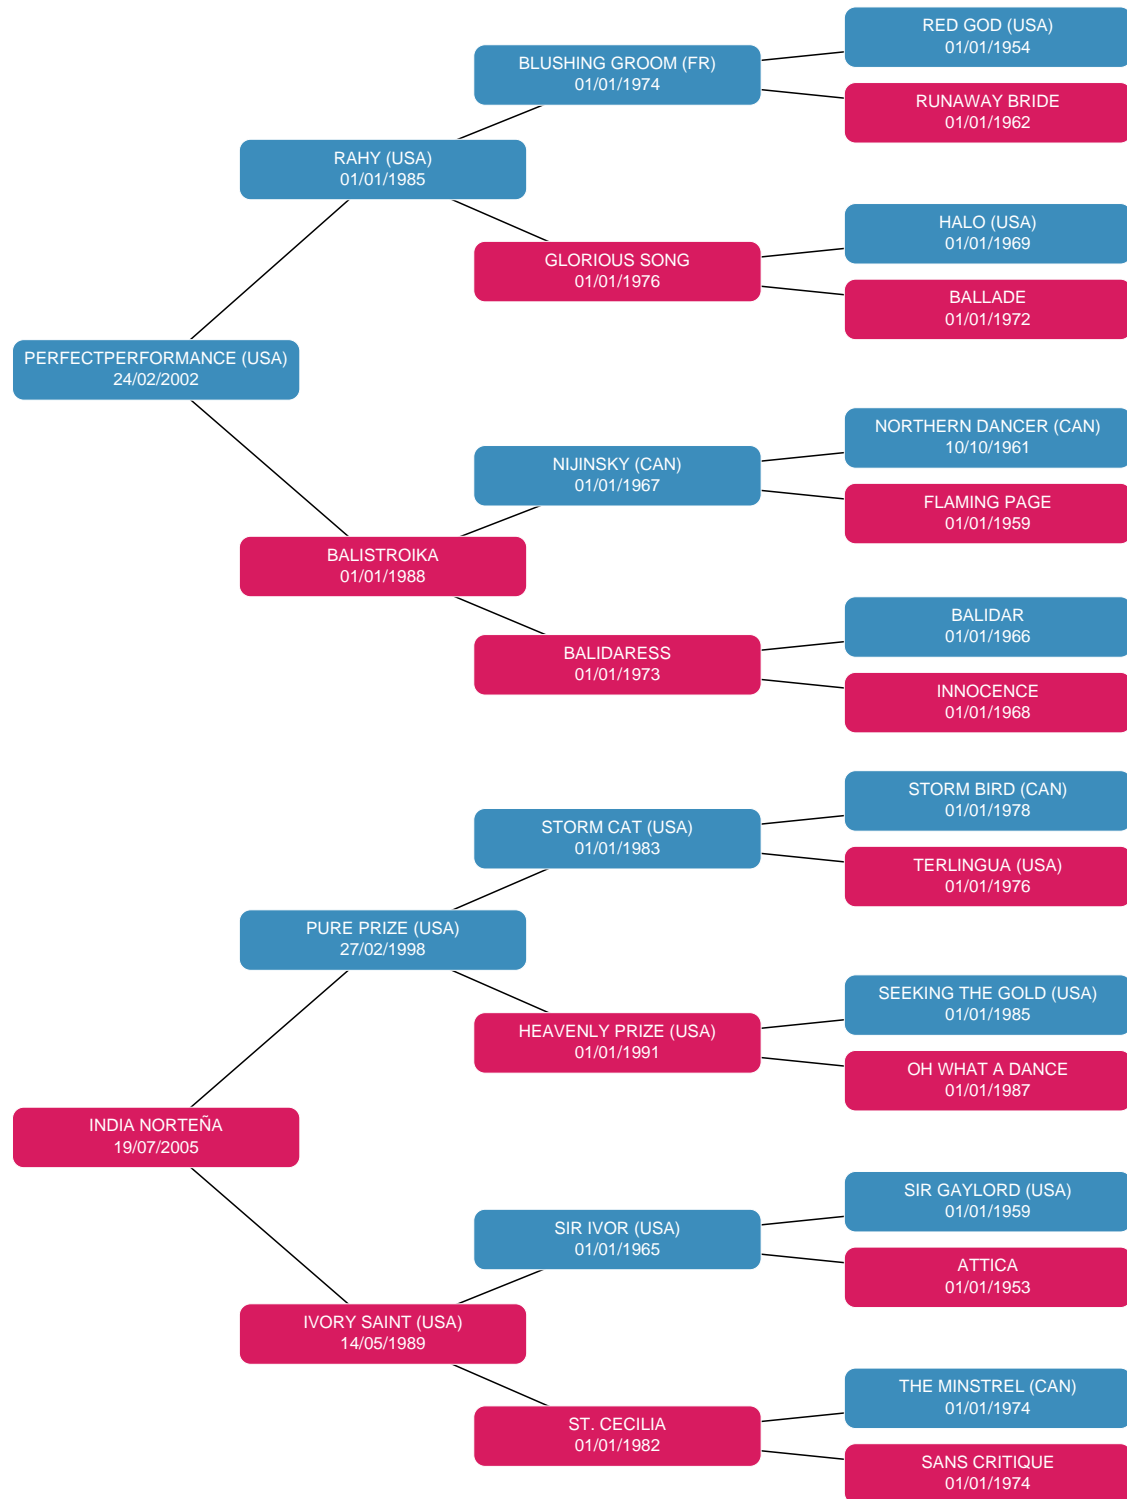 RED GOD (USA)
01/01/1954
BLUSHING GROOM (FR)
01/01/1974
RUNAWAY BRIDE
01/01/1962
RAHY (USA)
01/01/1985
HALO (USA)
01/01/1969
GLORIOUS SONG
01/01/1976
BALLADE
01/01/1972
PERFECTPERFORMANCE (USA)
24/02/2002
NORTHERN DANCER (CAN)
10/10/1961
NIJINSKY (CAN)
01/01/1967
FLAMING PAGE
01/01/1959
BALISTROIKA
01/01/1988
BALIDAR
01/01/1966
BALIDARESS
01/01/1973
INNOCENCE
01/01/1968
STORM BIRD (CAN)
01/01/1978
STORM CAT (USA)
01/01/1983
TERLINGUA (USA)
01/01/1976
PURE PRIZE (USA)
27/02/1998
SEEKING THE GOLD (USA)
01/01/1985
HEAVENLY PRIZE (USA)
01/01/1991
OH WHAT A DANCE
01/01/1987
INDIA NORTEÑA
19/07/2005
SIR GAYLORD (USA)
01/01/1959
SIR IVOR (USA)
01/01/1965
ATTICA
01/01/1953
IVORY SAINT (USA)
14/05/1989
THE MINSTREL (CAN)
01/01/1974
ST. CECILIA
01/01/1982
SANS CRITIQUE
01/01/1974